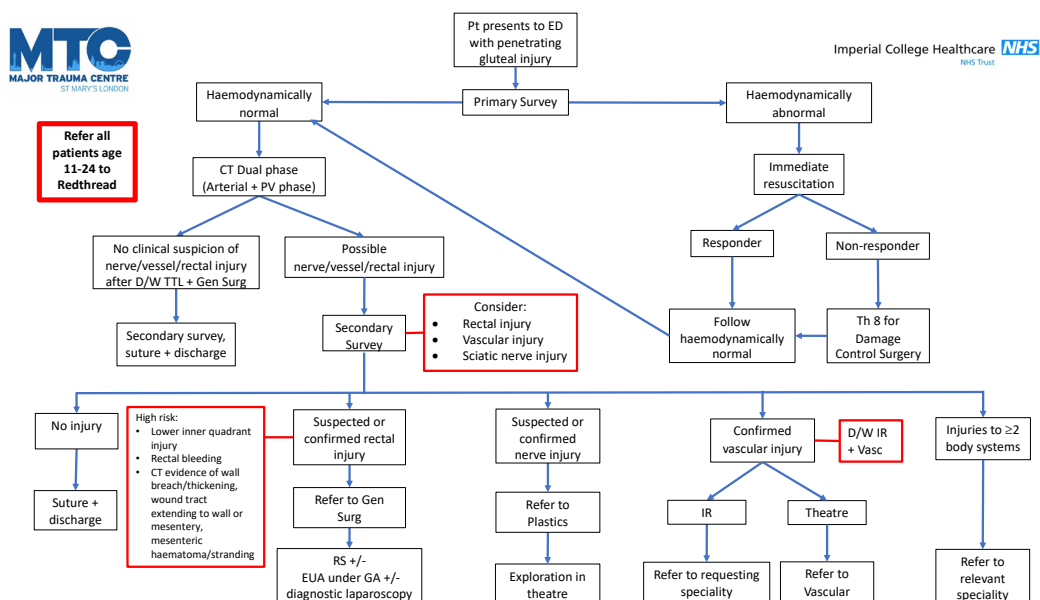 MTC
MAJOR TRAUMA CENTRE
ST MARY'S LONDON
Pt presents to ED
with penetrating
gluteal injury
Imperial College Healthcare NHS
NHS Trust
Haemodynamically
normal
Primary Survey
Haemodynamically
abnormal
Refer all
patients age
11-24 to
Redthread
CT Dual phase
(Arterial + PV phase)
Immediate
resuscitation
No clinical suspicion of
nerve/vessel/rectal injury
after D/W TTL + Gen Surg
Possible
nerve/vessel/rectal injury
Responder
Non-responder
Secondary survey,
suture + discharge
Secondary
Survey
Consider:
• Rectal injury
• Vascular injury
• Sciatic nerve injury
Follow
haemodynamically
normal
Th 8 for
Damage
Control Surgery
No injury
High risk:
• Lower inner quadrant
injury
• Rectal bleeding
• CT evidence of wall
breach/thickening,
wound tract
extending to wall or
mesentery,
mesenteric
haematoma/stranding
Suspected or
confirmed rectal
injury
Suspected or
confirmed
nerve injury
Confirmed
vascular injury
D/W IR
+ Vasc
Injuries to ≥2
body systems
Suture +
discharge
Refer to Gen
Surg
Refer to
Plastics
IR
Theatre
RS +/-
EUA under GA +/-
diagnostic laparoscopy
Exploration in
theatre
Refer to requesting
speciality
Refer to
Vascular
Refer to
relevant
speciality